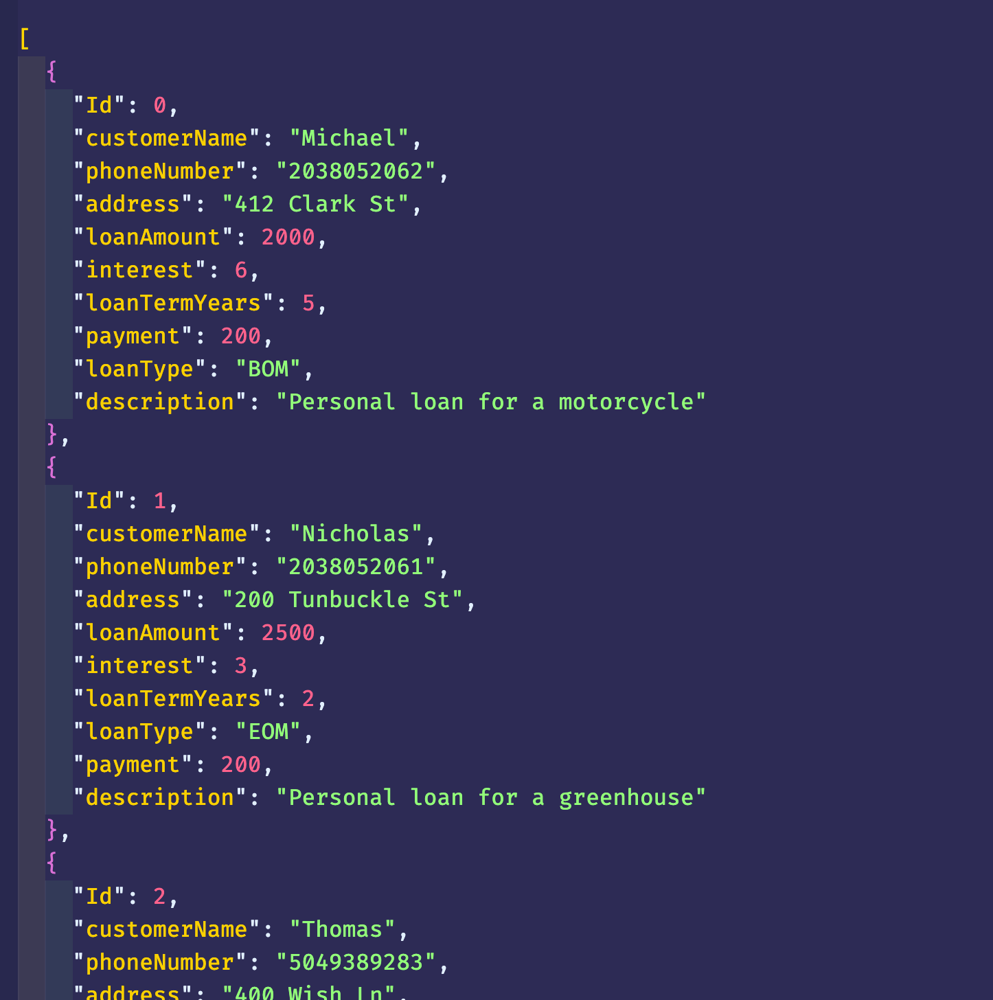 [
{
"Id": 0,
"customerName": "Michael",
"phoneNumber": "2038052062",
"address": "412 Clark St",
"loanAmount": 2000,
"interest": 6,
"loanTermYears": 5,
"payment": 200,
"loanType": "BOM",
"description": "Personal loan for a motorcycle"
},
{
"Id": 1,
"customerName": "Nicholas",
"phoneNumber": "2038052061",
"address": "200 Tunbuckle St",
"loanAmount": 2500,
"interest": 3,
"loanTermYears": 2,
"loanType": "EOM",
"payment": 200,
"description": "Personal loan for a greenhouse"
},
{
"Id": 2,
"customerName": "Thomas",
"phoneNumber": "5049389283",
"address": "400 Wish Ln",